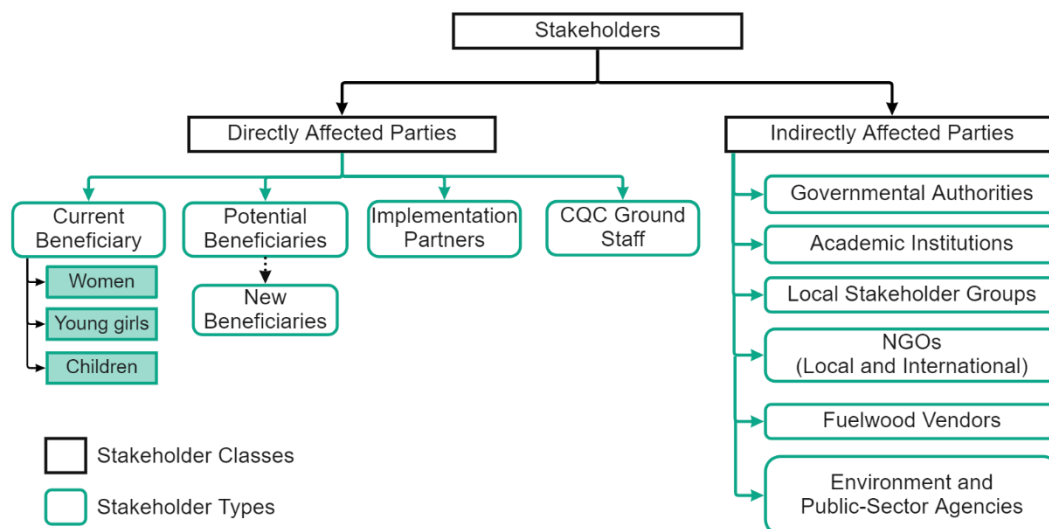 Stakeholders
Directly Affected Parties
Indirectly Affected Parties
Current
Beneficiary
Potential
Beneficiaries
Implementation
Partners
CQC Ground
Staff
Women
Young girls
Children
New
Beneficiaries
Governmental Authorities
Academic Institutions
Local Stakeholder Groups
NGOs
(Local and International)
Fuelwood Vendors
Environment and
Public-Sector Agencies
Stakeholder Classes
Stakeholder Types